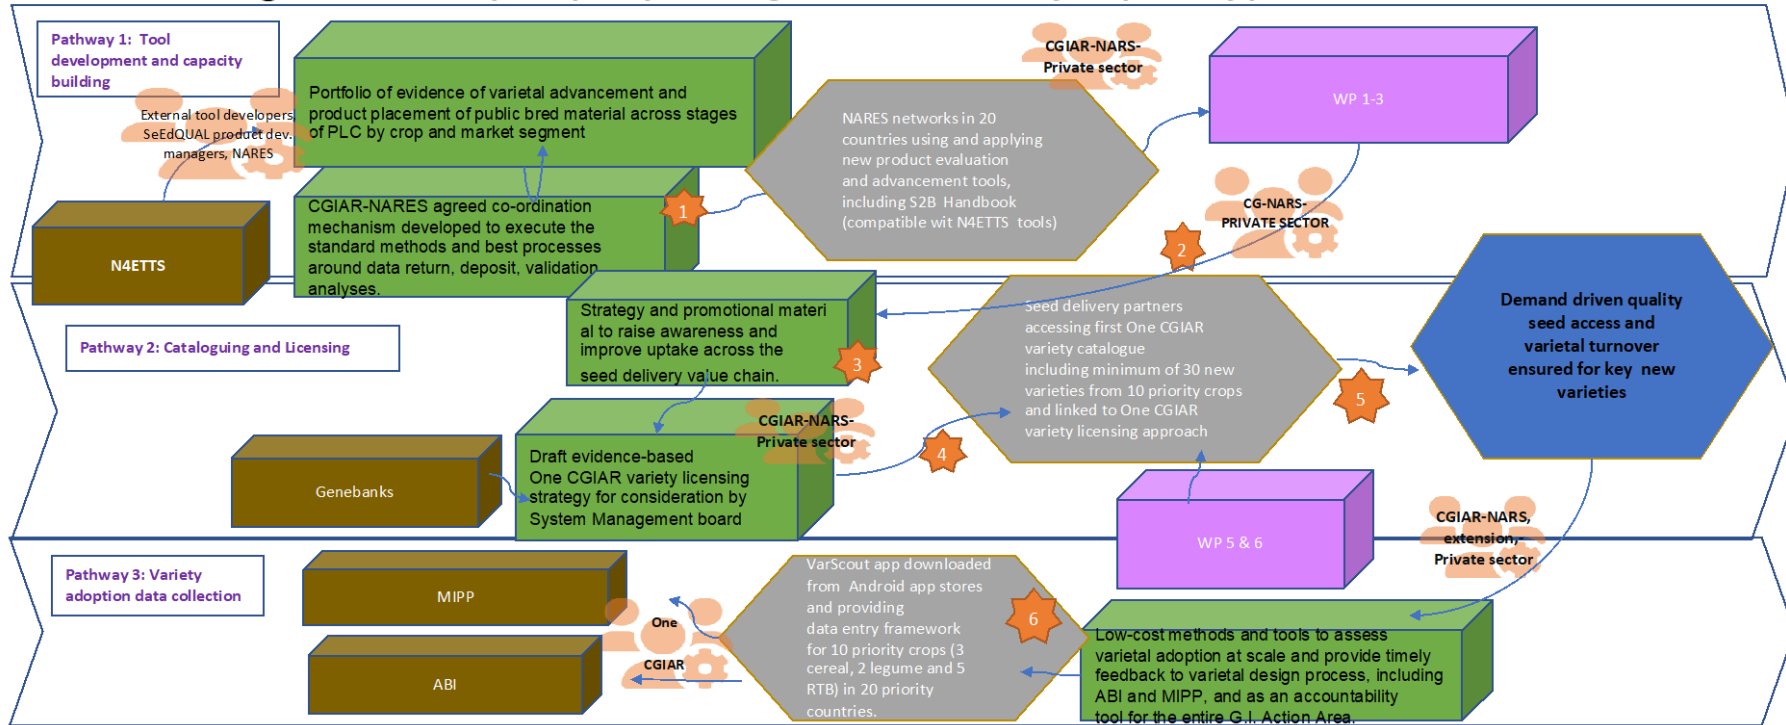 Pathway 1:  Tool
development and capacity
building
External tool developers,
SeEdQUAL product dev.
managers, NARES
N4ETTS
Portfolio of evidence of varietal advancement and
product placement of public bred material across stages
of PLC by crop and market segment
CGIAR-NARES agreed co-ordination
mechanism developed to execute the
standard methods and best processes
around data return, deposit, validation,
analyses.
1
NARES networks in 20
countries using and applying
new product evaluation
and advancement tools,
including S2B  Handbook
(compatible wit N4ETTS  tools)
CGIAR-NARS-
Private sector
WP 1-3
CG-NARS-
PRIVATE SECTOR
2
Pathway 2: Cataloguing and Licensing
Strategy and promotional materi
al to raise awareness and
improve uptake across the
seed delivery value chain.
3
Genebanks
Draft evidence-based
One CGIAR variety licensing
strategy for consideration by
System Management board
CGIAR-NARS-
Private sector
4
Seed delivery partners
accessing first One CGIAR
variety catalogue
including minimum of 30 new
varieties from 10 priority crops
and linked to One CGIAR
variety licensing approach
5
Demand driven quality
seed access and
varietal turnover
ensured for key  new
varieties
WP 5 & 6
CGIAR-NARS,
extension,-
Private sector
Pathway 3: Variety
adoption data collection
MIPP
ABI
One
CGIAR
VarScout app downloaded
from  Android app stores
and providing
data entry framework
for 10 priority crops (3
cereal, 2 legume and 5
RTB) in 20 priority
countries.
6
Low-cost methods and tools to assess
varietal adoption at scale and provide timely
feedback to varietal design process, including
ABI and MIPP, and as an accountability
tool for the entire G.I. Action Area.